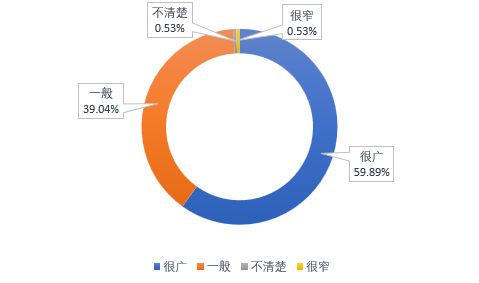 不清楚
0.53%
很窄
0.53%
一般
39.04%
很广
59.89%
很广 一般 不清楚 很窄